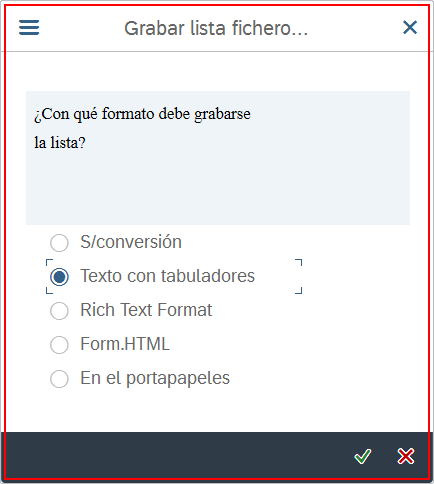 Grabar lista fichero...
¿Con qué formato debe grabarse
la lista?
S/conversión
Texto con tabuladores
Rich Text Format
Form.HTML
En el portapapeles